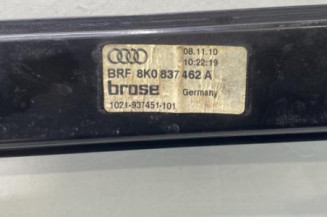 08.11.10
BRF 8K0 837 462 A
10:22:19
brose
Germany
1021-937451-101